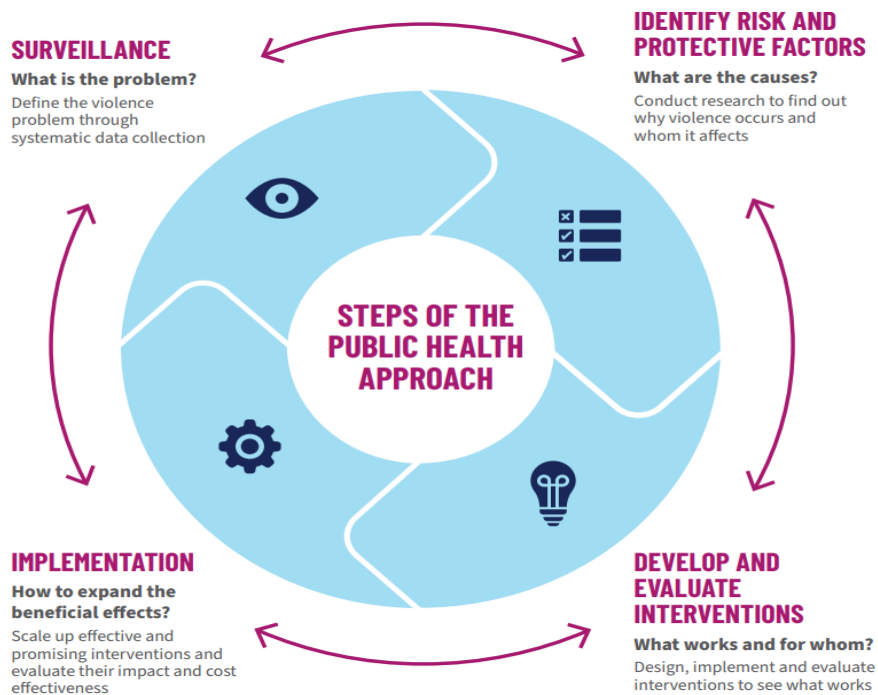 SURVEILLANCE
What is the problem?
Define the violence
problem through
systematic data collection
IDENTIFY RISK AND
PROTECTIVE FACTORS
What are the causes?
Conduct research to find out
why violence occurs and
whom it affects
STEPS OF THE
PUBLIC HEALTH
APPROACH
IMPLEMENTATION
How to expand the
beneficial effects?
Scale up effective and
promising interventions and
evaluate their impact and cost
effectiveness
DEVELOP AND
EVALUATE
INTERVENTIONS
What works and for whom?
Design, implement and evaluate
interventions to see what works